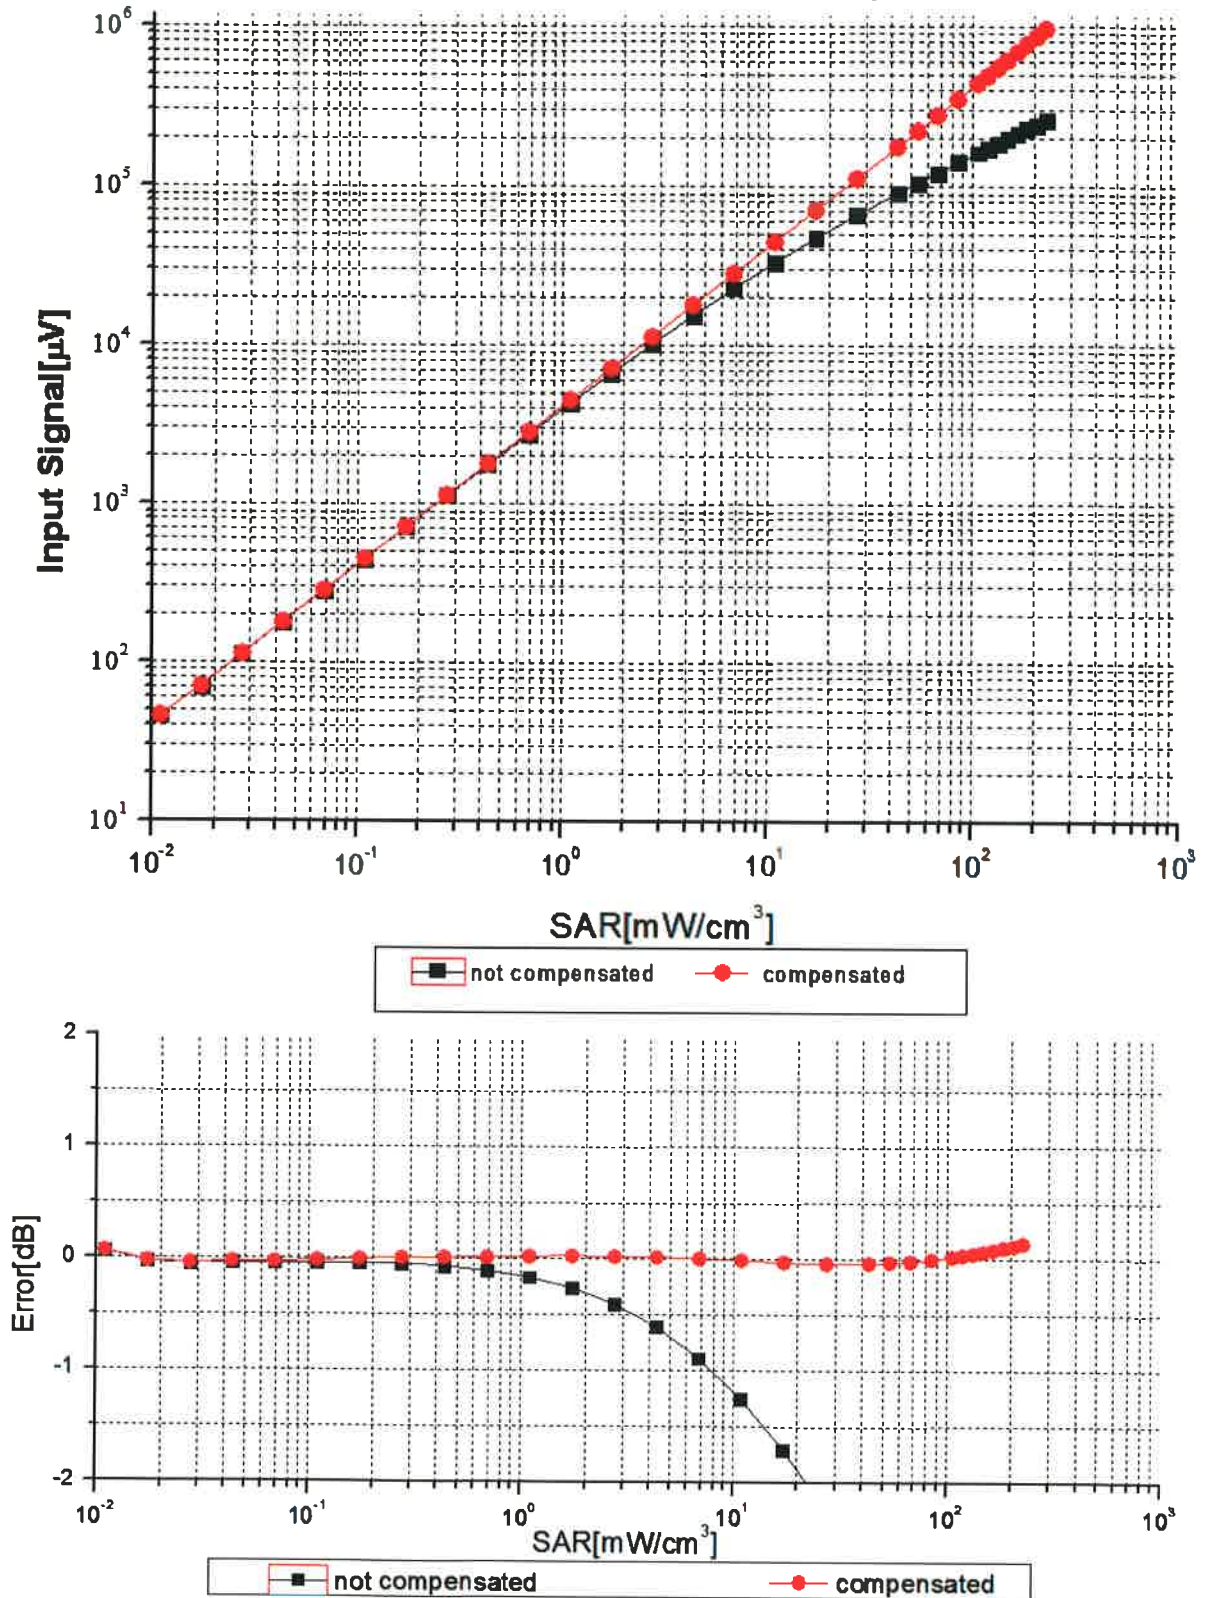 10⁶
10⁵
10⁴
10³
10²
10¹
Input Signal[µV]
10⁻² 10⁻¹ 10⁰ 10¹ 10² 10³
SAR[mW/cm³]
not compensated compensated
2
1
0
-1
-2
Error[dB]
10⁻² 10⁻¹ 10⁰ 10¹ 10² 10³
SAR[mW/cm³]
not compensated compensated